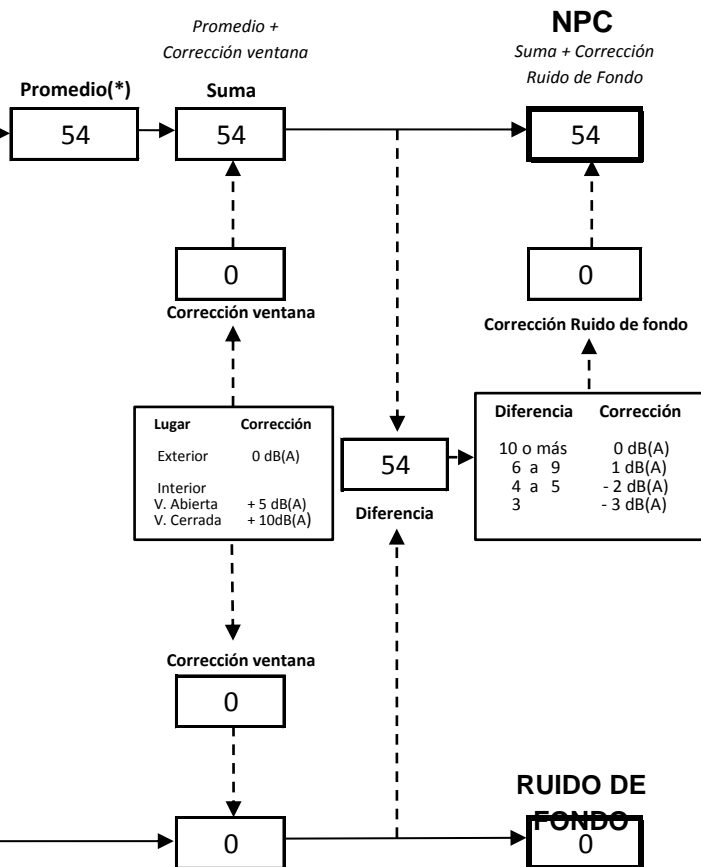 Promedio +
Corrección ventana
NPC
Suma + Corrección
Ruido de Fondo
Promedio(*)
Suma
54
54
54
0
0
Corrección ventana
Corrección Ruido de fondo
Lugar Corrección
Exterior 0 dB(A)
Interior
V. Abierta + 5 dB(A)
V. Cerrada + 10dB(A)
54
Diferencia
Diferencia Corrección
10 o más 0 dB(A)
6 a 9 1 dB(A)
4 a 5 - 2 dB(A)
3 - 3 dB(A)
Corrección ventana
0
RUIDO DE
FONDO
0
0